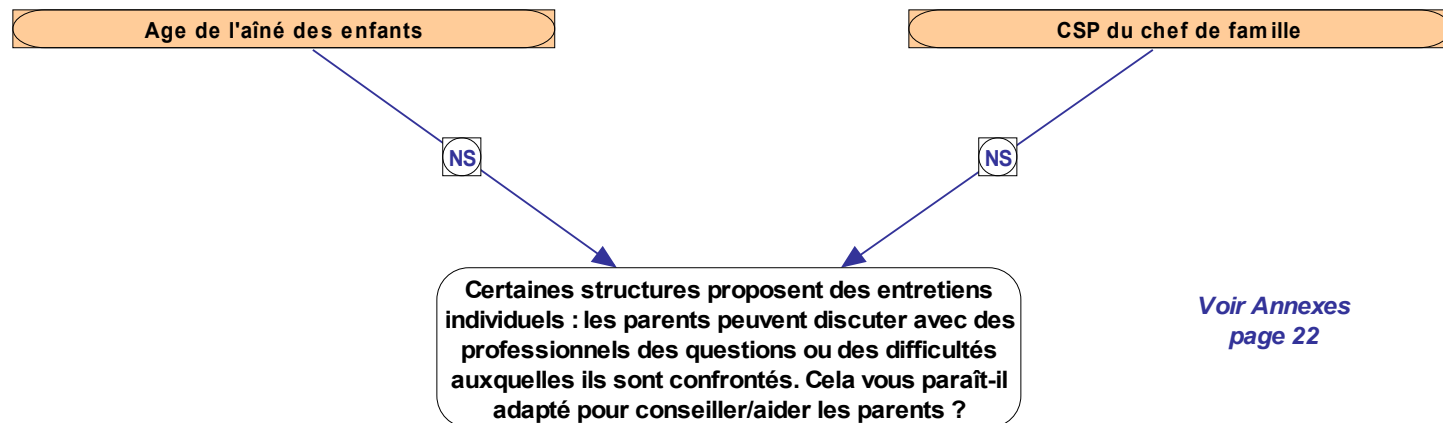 Age de l'aîné des enfants
CSP du chef de famille
NS
NS
Certaines structures proposent des entretiens
individuels : les parents peuvent discuter avec des
professionnels des questions ou des difficultés
auxquelles ils sont confrontés. Cela vous paraît-il
adapté pour conseiller/aider les parents ?
Voir Annexes
page 22